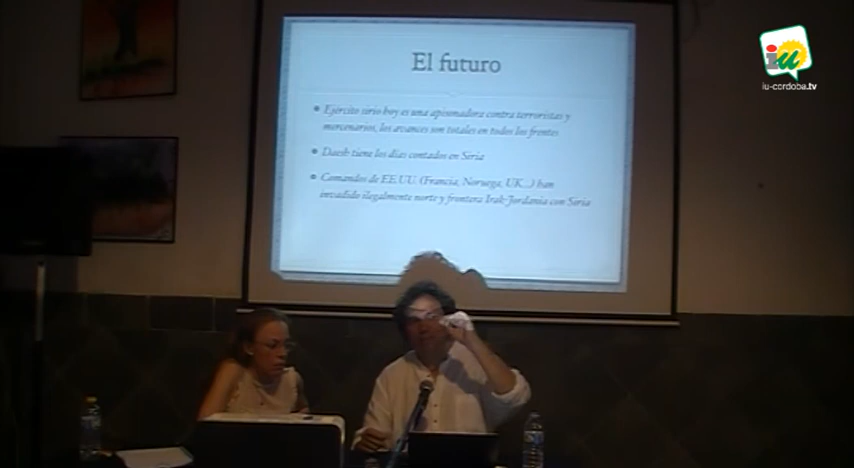 El futuro
Ejército sirio hoy es una apisonadora contra terroristas y
mercenarios, los avances son totales en todos los frentes
Daesh tiene los días contados en Siria
Comandos de EE.UU. (Francia, Noruega, UK...) han
invadido ilegalmente norte y frontera Irak-Jordania con Siria
iu
iu-cordoba.tv